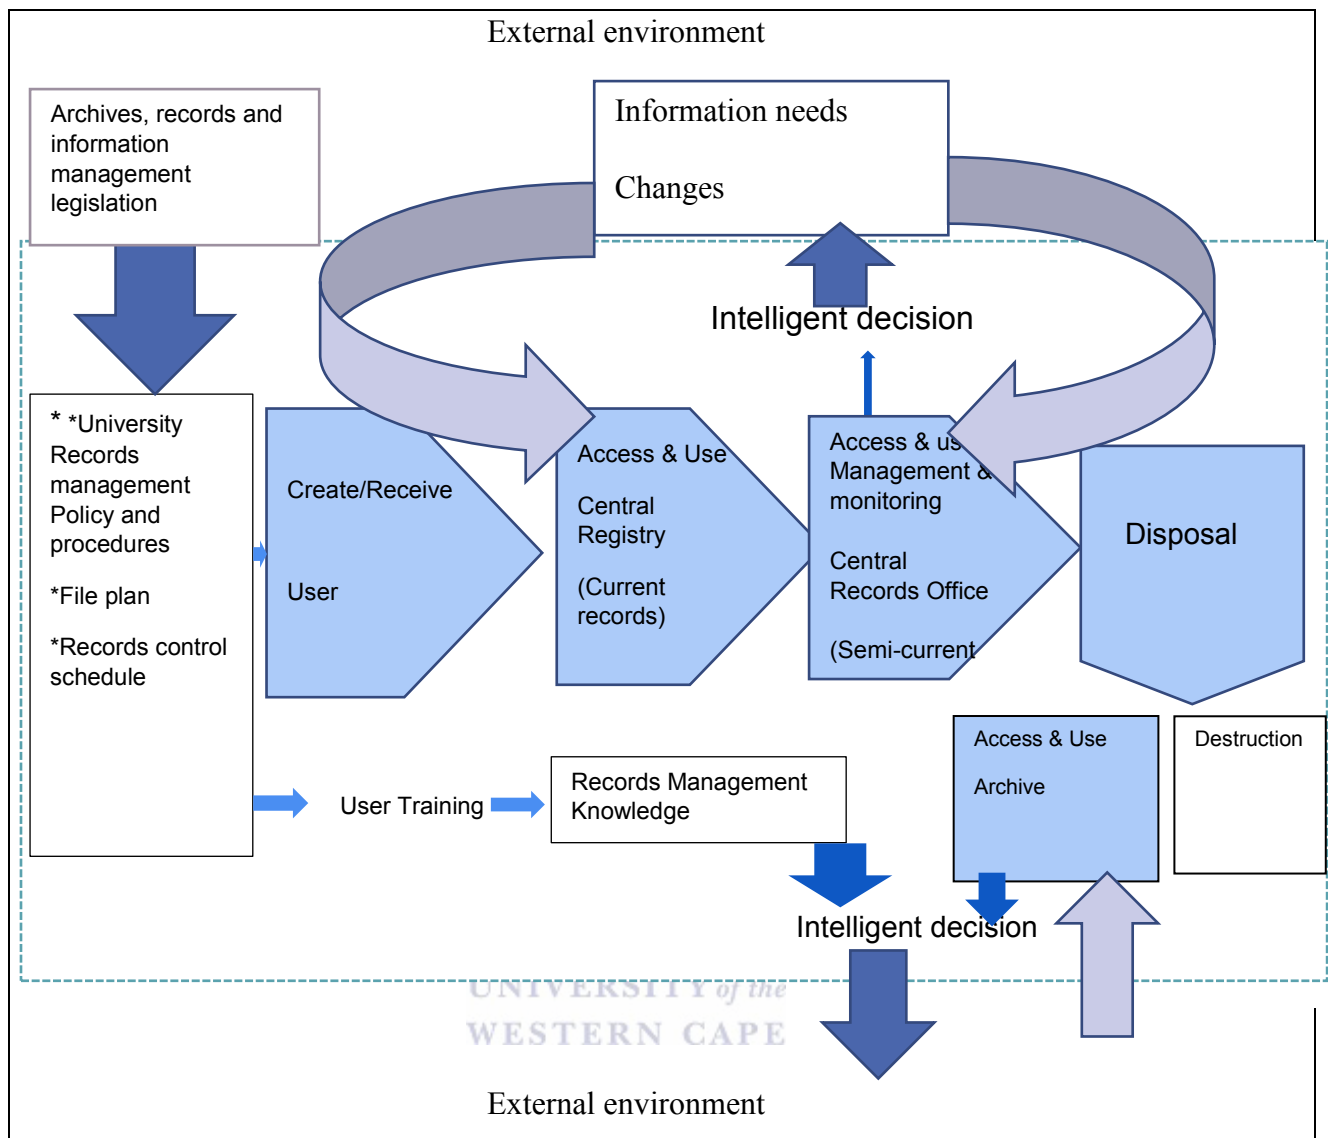 External environment
Archives, records and
information
management
legislation
Information needs
Changes
Intelligent decision
* *University
Records
management
Policy and
procedures
*File plan
*Records control
schedule
Create/Receive
User
Access & Use
Central
Registry
(Current
records)
Access & us
Management &
monitoring
Central
Records Office
(Semi-current
Disposal
Access & Use
Archive
Destruction
User Training
Records Management
Knowledge
Intelligent decision
UNIVERSITY of the
WESTERN CAPE
External environment